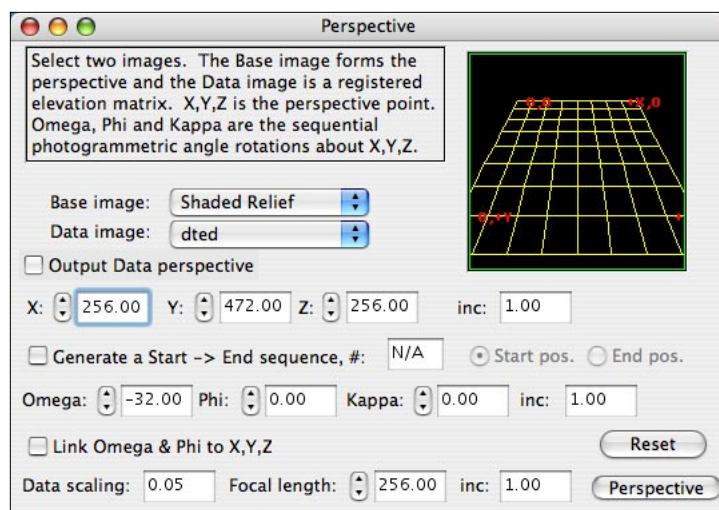 Perspective
Select two images. The Base image forms the
perspective and the Data image is a registered
elevation matrix. X,Y,Z is the perspective point.
Omega, Phi and Kappa are the sequential
photogrammetric angle rotations about X,Y,Z.
0,0 +X,0
0,+Y +
Base image: Shaded Relief
Data image: dted
Output Data perspective
X: 256.00 Y: 472.00 Z: 256.00 inc: 1.00
Generate a Start -> End sequence, #: N/A Start pos. End pos.
Omega: -32.00 Phi: 0.00 Kappa: 0.00 inc: 1.00
Link Omega & Phi to X,Y,Z Reset
Data scaling: 0.05 Focal length: 256.00 inc: 1.00 Perspective